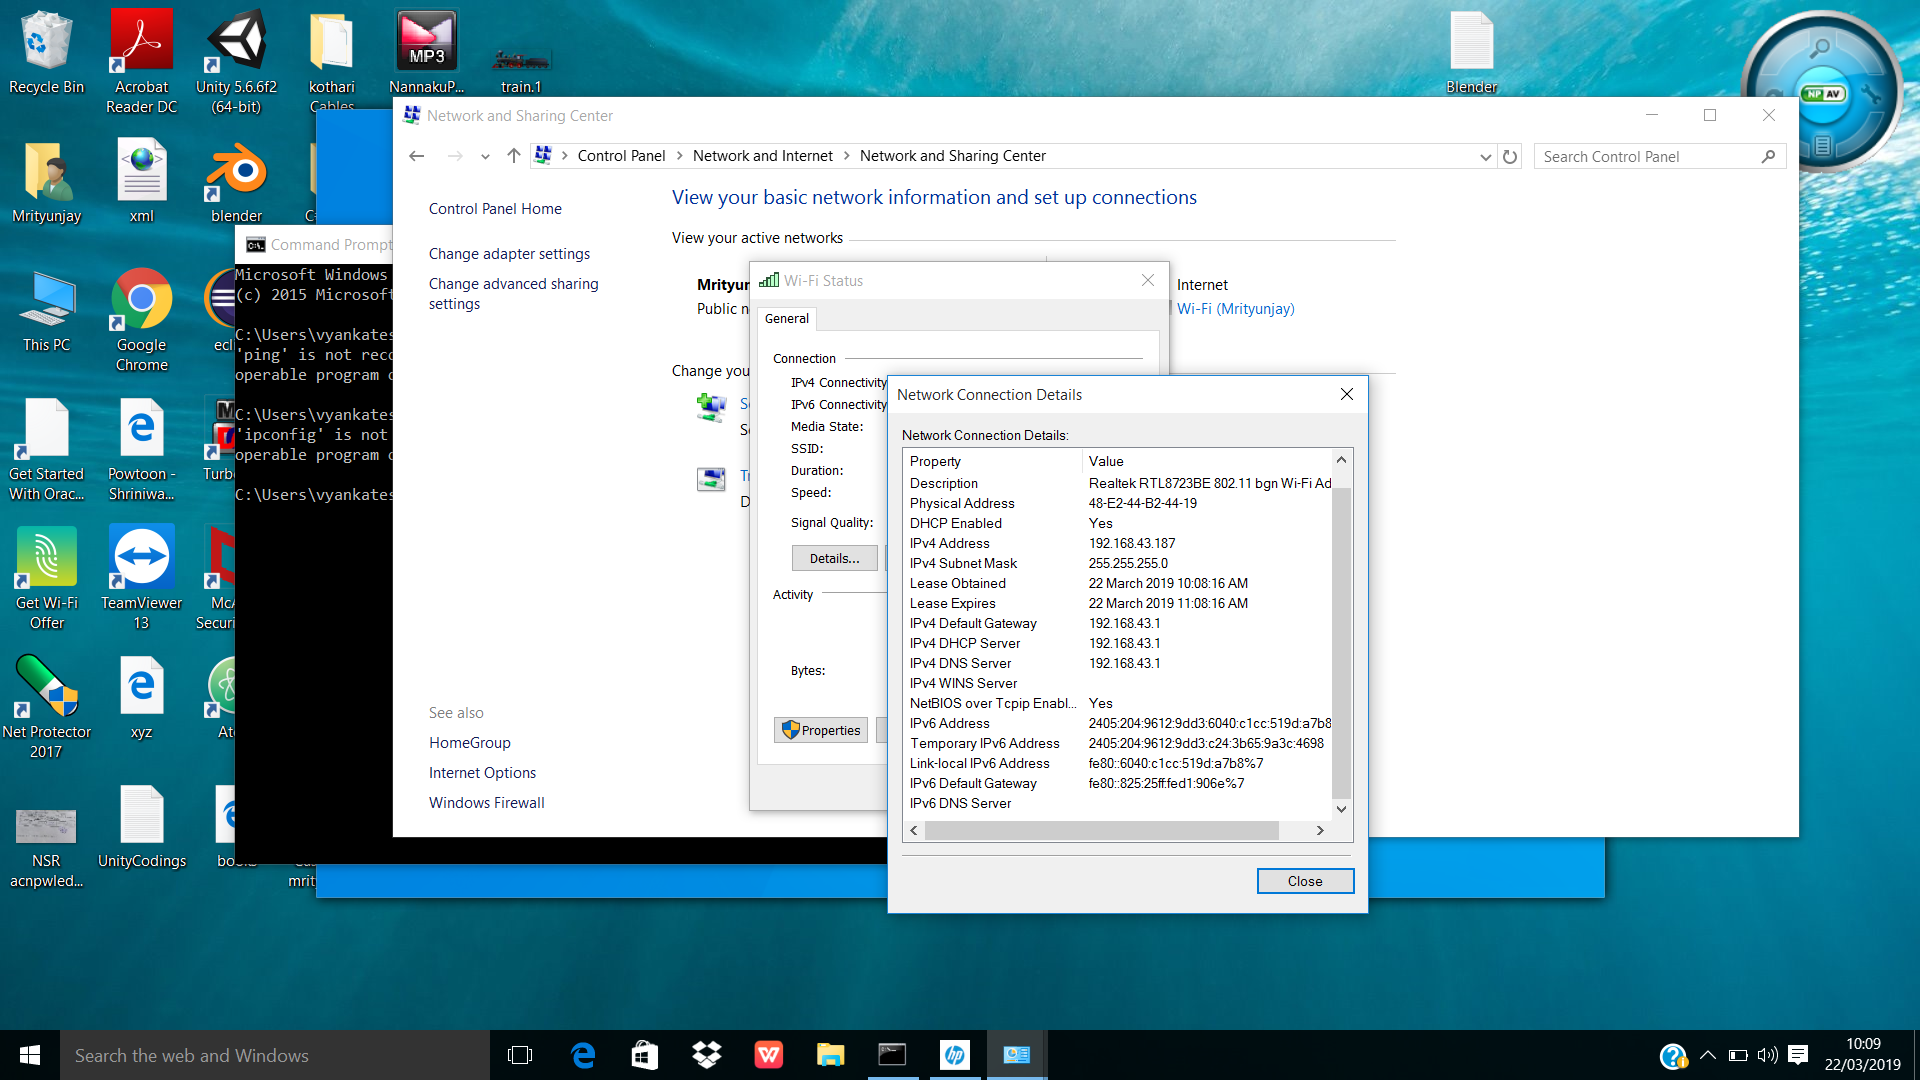 Recycle Bin
Acrobat
Reader DC
Unity 5.6.6f2
(64-bit)
kothari
Cables
MP3
NannakuP...
train.1
Blender
NP AV
Mrityunjay
xml
blender
This PC
Google
Chrome
Get Started
With Orac...
Powtoon -
Shriniwa...
Get Wi-Fi
Offer
TeamViewer
13
Net Protector
2017
xyz
NSR
acnpwled...
UnityCodings
Command Prompt
Microsoft Windows
(c) 2015 Microsoft
C:\Users\vyankates
'ping' is not reco
operable program o
C:\Users\vyankates
'ipconfig' is not
operable program o
C:\Users\vyankates
Network and Sharing Center
Control Panel > Network and Internet > Network and Sharing Center
Search Control Panel
Control Panel Home
Change adapter settings
Change advanced sharing
settings
See also
HomeGroup
Internet Options
Windows Firewall
View your basic network information and set up connections
View your active networks
Mrityun
Public n
Internet
Wi-Fi (Mrityunjay)
Change you
Wi-Fi Status
General
Connection
IPv4 Connectivity
IPv6 Connectivity
Media State:
SSID:
Duration:
Speed:
Signal Quality:
Details...
Activity
Bytes:
Properties
Network Connection Details
Network Connection Details:
Property Value
Description Realtek RTL8723BE 802.11 bgn Wi-Fi Ad
Physical Address 48-E2-44-B2-44-19
DHCP Enabled Yes
IPv4 Address 192.168.43.187
IPv4 Subnet Mask 255.255.255.0
Lease Obtained 22 March 2019 10:08:16 AM
Lease Expires 22 March 2019 11:08:16 AM
IPv4 Default Gateway 192.168.43.1
IPv4 DHCP Server 192.168.43.1
IPv4 DNS Server 192.168.43.1
IPv4 WINS Server
NetBIOS over Tcpip Enabl... Yes
IPv6 Address 2405:204:9612:9dd3:6040:c1cc:519d:a7b8
Temporary IPv6 Address 2405:204:9612:9dd3:c24:3b65:9a3c:4698
Link-local IPv6 Address fe80::6040:c1cc:519d:a7b8%7
IPv6 Default Gateway fe80::825:25ff:fed1:906e%7
IPv6 DNS Server
Close
Search the web and Windows
hp
10:09
22/03/2019